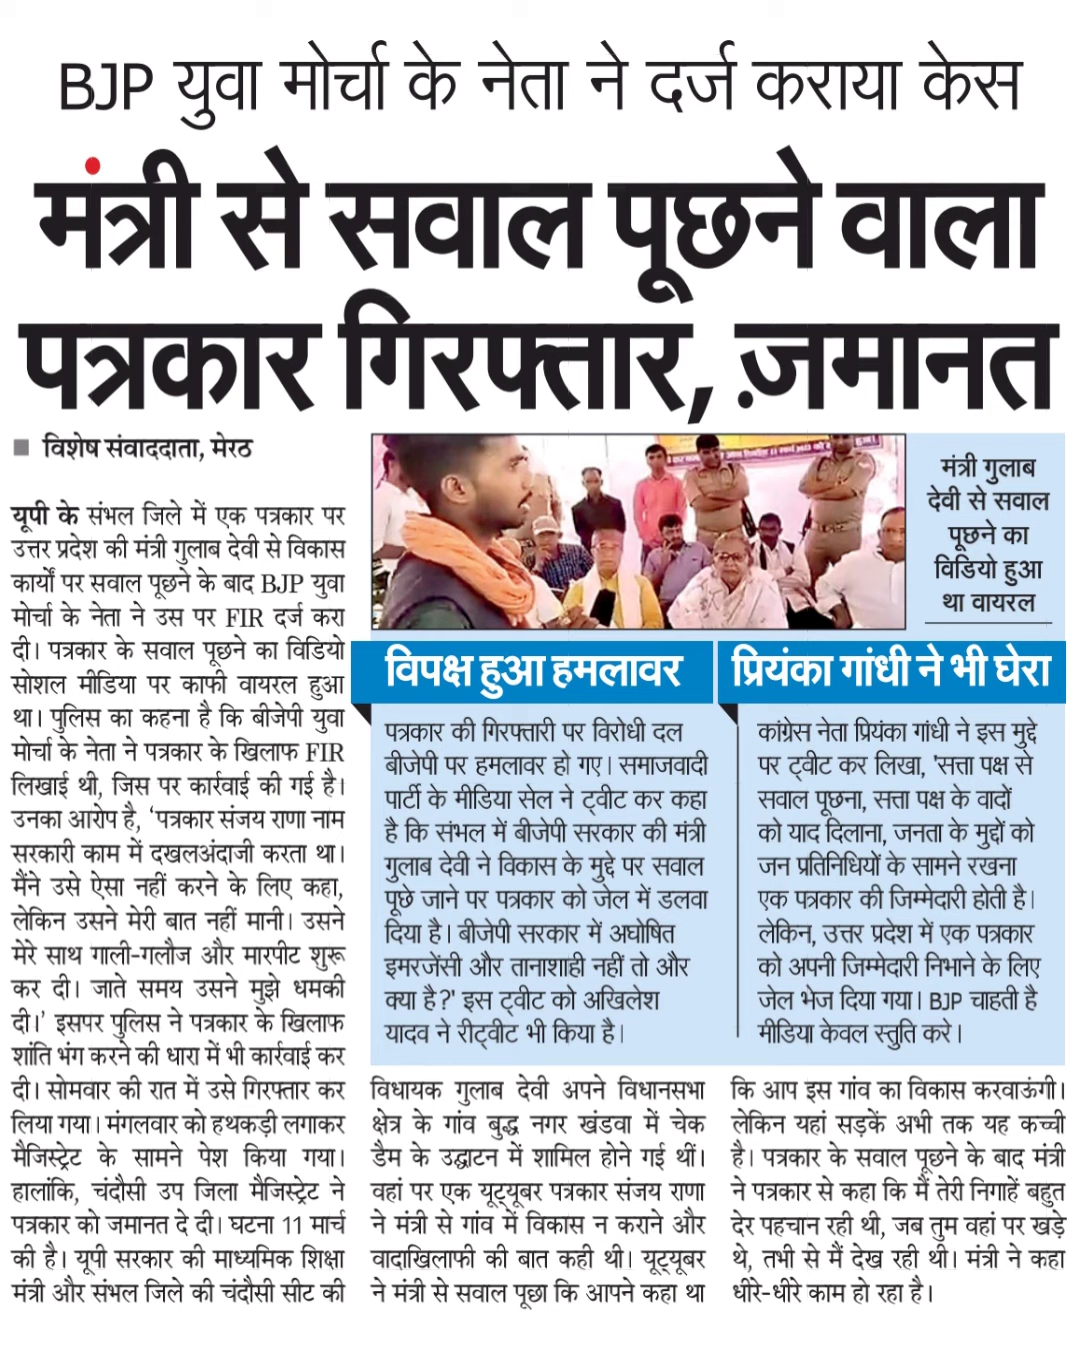 BJP युवा मोर्चा के नेता ने दर्ज कराया केस
मंत्री से सवाल पूछने वाला
पत्रकार गिरफ्तार, ज़मानत
■ विशेष संवाददाता, मेरठ
यूपी के संभल जिले में एक पत्रकार पर
उत्तर प्रदेश की मंत्री गुलाब देवी से विकास
कार्यों पर सवाल पूछने के बाद BJP युवा
मोर्चा के नेता ने उस पर FIR दर्ज करा
दी। पत्रकार के सवाल पूछने का विडियो
सोशल मीडिया पर काफी वायरल हुआ
था। पुलिस का कहना है कि बीजेपी युवा
मोर्चा के नेता ने पत्रकार के खिलाफ FIR
लिखाई थी, जिस पर कार्रवाई की गई है।
उनका आरोप है, ‘पत्रकार संजय राणा नाम
सरकारी काम में दखलअंदाजी करता था।
मैंने उसे ऐसा नहीं करने के लिए कहा,
लेकिन उसने मेरी बात नहीं मानी। उसने
मेरे साथ गाली-गलौज और मारपीट शुरू
कर दी। जाते समय उसने मुझे धमकी
दी।’ इसपर पुलिस ने पत्रकार के खिलाफ
शांति भंग करने की धारा में भी कार्रवाई कर
दी। सोमवार की रात में उसे गिरफ्तार कर
लिया गया। मंगलवार को हथकड़ी लगाकर
मैजिस्ट्रेट के सामने पेश किया गया।
हालांकि, चंदौसी उप जिला मैजिस्ट्रेट ने
पत्रकार को जमानत दे दी। घटना 11 मार्च
की है। यूपी सरकार की माध्यमिक शिक्षा
मंत्री और संभल जिले की चंदौसी सीट की
मंत्री गुलाब
देवी से सवाल
पूछने का
विडियो हुआ
था वायरल
विपक्ष हुआ हमलावर
पत्रकार की गिरफ्तारी पर विरोधी दल
बीजेपी पर हमलावर हो गए। समाजवादी
पार्टी के मीडिया सेल ने ट्वीट कर कहा
है कि संभल में बीजेपी सरकार की मंत्री
गुलाब देवी ने विकास के मुद्दे पर सवाल
पूछे जाने पर पत्रकार को जेल में डलवा
दिया है। बीजेपी सरकार में अघोषित
इमरजेंसी और तानाशाही नहीं तो और
क्या है?' इस ट्वीट को अखिलेश
यादव ने रीट्वीट भी किया है।
प्रियंका गांधी ने भी घेरा
कांग्रेस नेता प्रियंका गांधी ने इस मुद्दे
पर ट्वीट कर लिखा, 'सत्ता पक्ष से
सवाल पूछना, सत्ता पक्ष के वादों
को याद दिलाना, जनता के मुद्दों को
जन प्रतिनिधियों के सामने रखना
एक पत्रकार की जिम्मेदारी होती है।
लेकिन, उत्तर प्रदेश में एक पत्रकार
को अपनी जिम्मेदारी निभाने के लिए
जेल भेज दिया गया। BJP चाहती है
मीडिया केवल स्तुति करे।
विधायक गुलाब देवी अपने विधानसभा
क्षेत्र के गांव बुद्ध नगर खंडवा में चेक
डैम के उद्घाटन में शामिल होने गई थीं।
वहां पर एक यूट्यूबर पत्रकार संजय राणा
ने मंत्री से गांव में विकास न कराने और
वादाखिलाफी की बात कही थी। यूट्यूबर
ने मंत्री से सवाल पूछा कि आपने कहा था
कि आप इस गांव का विकास करवाऊंगी।
लेकिन यहां सड़कें अभी तक यह कच्ची
है। पत्रकार के सवाल पूछने के बाद मंत्री
ने पत्रकार से कहा कि मैं तेरी निगाहें बहुत
देर पहचान रही थी, जब तुम वहां पर खड़े
थे, तभी से मैं देख रही थी। मंत्री ने कहा
धीरे-धीरे काम हो रहा है।